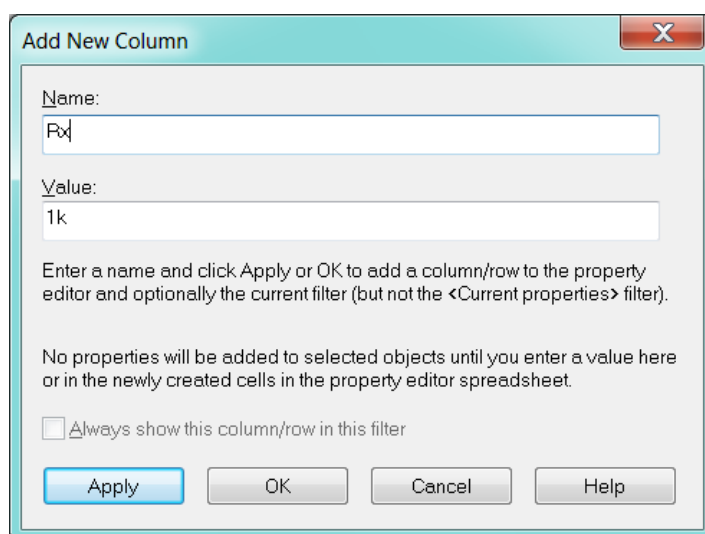 Add New Column
X
Name:
Rx
Value:
1k
Enter a name and click Apply or OK to add a column/row to the property
editor and optionally the current filter (but not the <Current properties> filter).
No properties will be added to selected objects until you enter a value here
or in the newly created cells in the property editor spreadsheet.
Always show this column/row in this filter
Apply OK Cancel Help